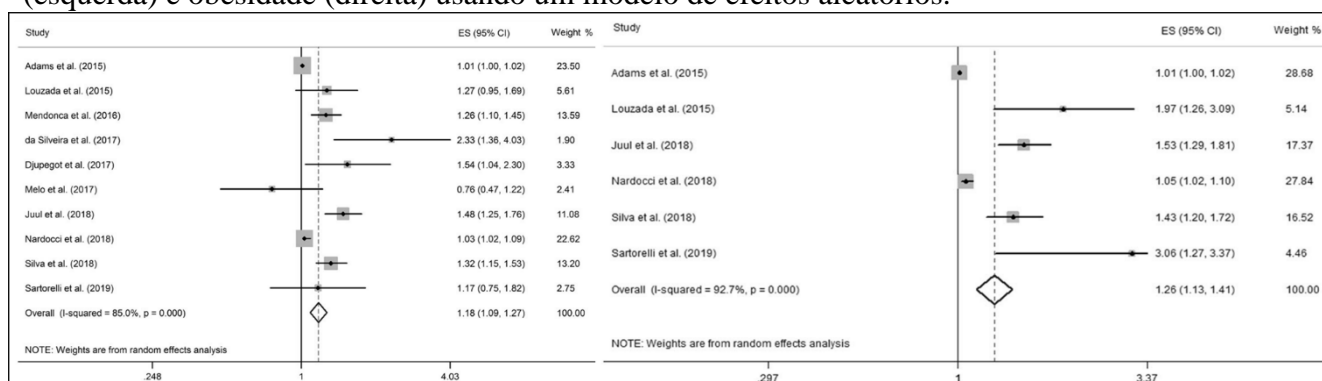 (esquerda) e obesidade (direita) usando um modelo de efeitos aleatórios.
Study ES (95% CI) Weight %
Adams et al. (2015) 1.01 (1.00, 1.02) 23.50
Louzada et al. (2015) 1.27 (0.95, 1.69) 5.61
Mendonca et al. (2016) 1.26 (1.10, 1.45) 13.59
da Silveira et al. (2017) 2.33 (1.36, 4.03) 1.90
Djupegot et al. (2017) 1.54 (1.04, 2.30) 3.33
Melo et al. (2017) 0.76 (0.47, 1.22) 2.41
Juul et al. (2018) 1.48 (1.25, 1.76) 11.08
Nardocci et al. (2018) 1.03 (1.02, 1.09) 22.62
Silva et al. (2018) 1.32 (1.15, 1.53) 13.20
Sartorelli et al. (2019) 1.17 (0.75, 1.82) 2.75
Overall (I-squared = 85.0%, p = 0.000) 1.18 (1.09, 1.27) 100.00
NOTE: Weights are from random effects analysis
.248 1 4.03
Study ES (95% CI) Weight %
Adams et al. (2015) 1.01 (1.00, 1.02) 28.68
Louzada et al. (2015) 1.97 (1.26, 3.09) 5.14
Juul et al. (2018) 1.53 (1.29, 1.81) 17.37
Nardocci et al. (2018) 1.05 (1.02, 1.10) 27.84
Silva et al. (2018) 1.43 (1.20, 1.72) 16.52
Sartorelli et al. (2019) 3.06 (1.27, 3.37) 4.46
Overall (I-squared = 92.7%, p = 0.000) 1.26 (1.13, 1.41) 100.00
NOTE: Weights are from random effects analysis
.297 1 3.37